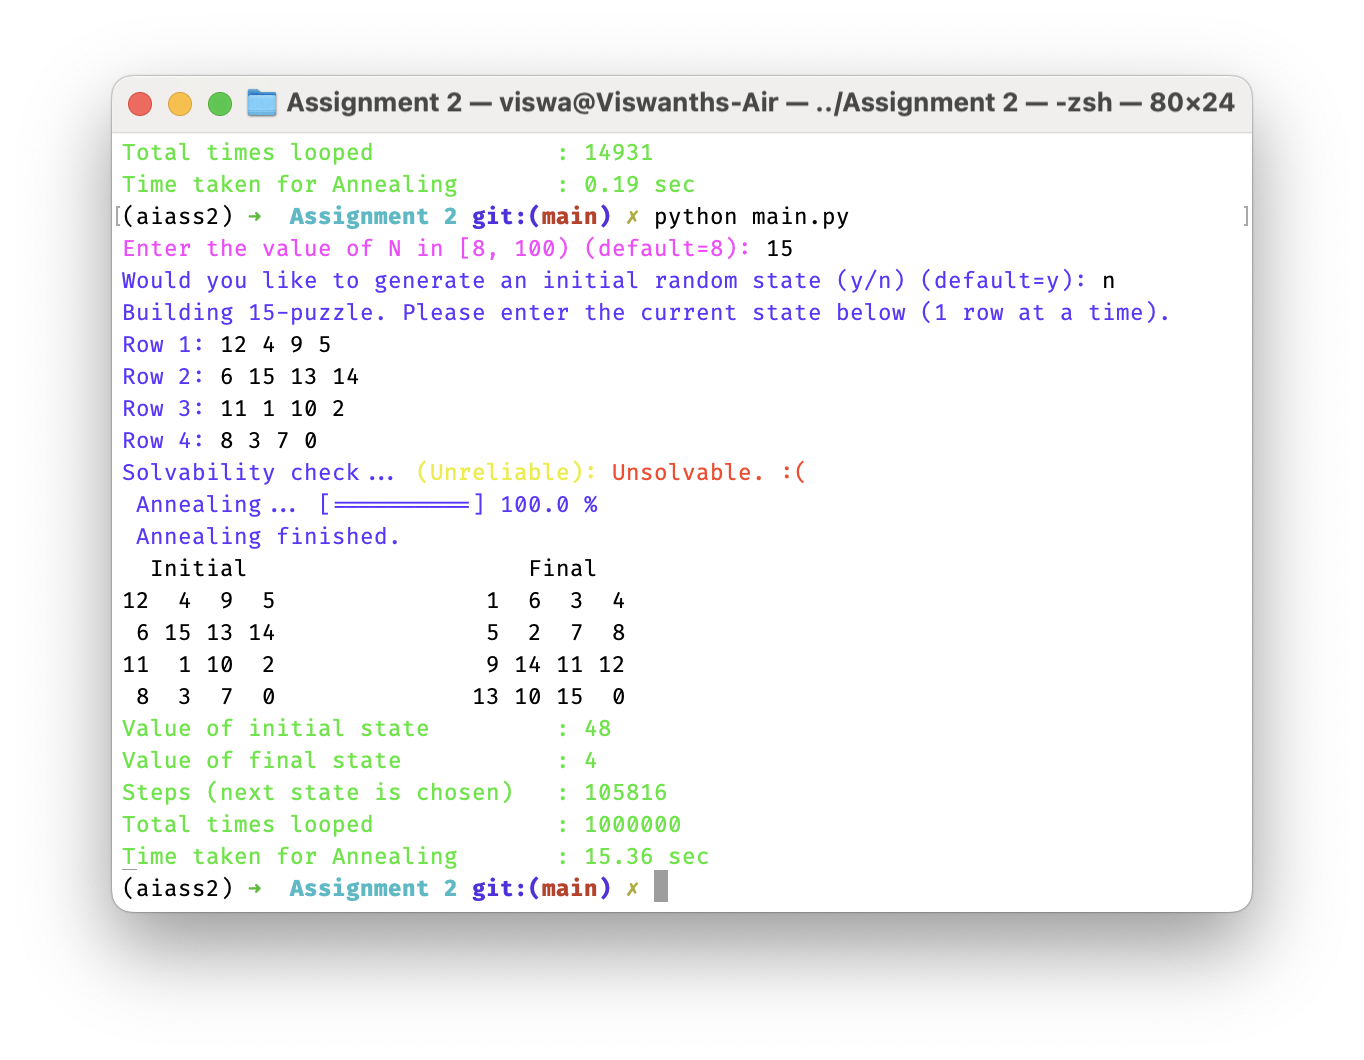 Assignment 2 — viswa@Viswanths-Air — ../Assignment 2 — -zsh — 80×24
Total times looped : 14931
Time taken for Annealing : 0.19 sec
[(aiass2) ➜ Assignment 2 git:(main) ✗ python main.py ]
Enter the value of N in [8, 100) (default=8): 15
Would you like to generate an initial random state (y/n) (default=y): n
Building 15-puzzle. Please enter the current state below (1 row at a time).
Row 1: 12 4 9 5
Row 2: 6 15 13 14
Row 3: 11 1 10 2
Row 4: 8 3 7 0
Solvability check... (Unreliable): Unsolvable. :(
Annealing... [==========] 100.0 %
Annealing finished.
Initial Final
12 4 9 5 1 6 3 4
6 15 13 14 5 2 7 8
11 1 10 2 9 14 11 12
8 3 7 0 13 10 15 0
Value of initial state : 48
Value of final state : 4
Steps (next state is chosen) : 105816
Total times looped : 1000000
Time taken for Annealing : 15.36 sec
(aiass2) ➜ Assignment 2 git:(main) ✗